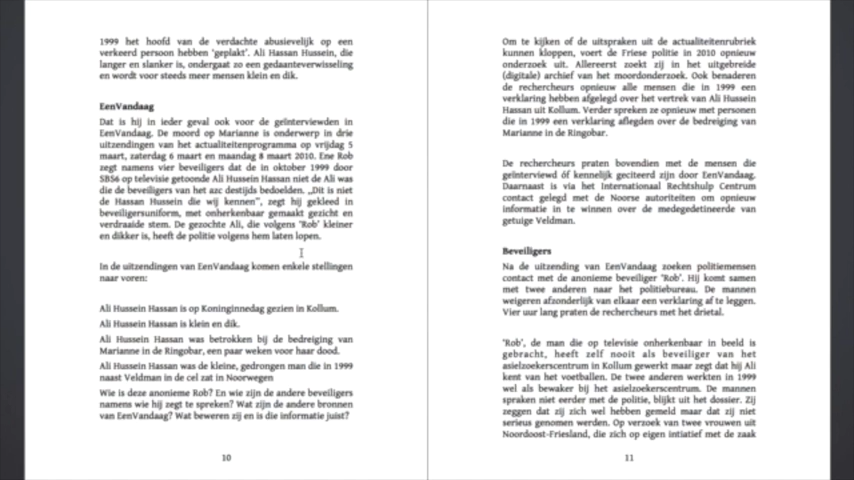 1999 het hoofd van de verdachte abusievelijk op een
verkeerd persoon hebben 'geplakt'. Ali Hassan Hussein, die
langer en slanker is, ondergaat zo een gedaanteverwisseling
en wordt voor steeds meer mensen klein en dik.
EenVandaag
Dat is hij in ieder geval ook voor de geïnterviewden in
EenVandaag. De moord op Marianne is onderwerp in drie
uitzendingen van het actualiteitenprogramma op vrijdag 5
maart, zaterdag 6 maart en maandag 8 maart 2010. Ene Rob
zegt namens vier beveiligers dat de in oktober 1999 door
SBS6 op televisie getoonde Ali Hussein Hassan niet de Ali was
die de beveiligers van het azc destijds bedoelden. „Dit is niet
de Hassan Hussein die wij kennen", zegt hij gekleed in
beveiligersuniform, met onherkenbaar gemaakt gezicht en
verdraaide stem. De gezochte Ali, die volgens 'Rob' kleiner
en dikker is, heeft de politie volgens hem laten lopen.
In de uitzendingen van EenVandaag komen enkele stellingen
naar voren:
Ali Hussein Hassan is op Koninginnedag gezien in Kollum.
Ali Hussein Hassan is klein en dik.
Ali Hussein Hassan was betrokken bij de bedreiging van
Marianne in de Ringobar, een paar weken voor haar dood.
Ali Hussein Hassan was de kleine, gedrongen man die in 1999
naast Veldman in de cel zat in Noorwegen
Wie is deze anonieme Rob? En wie zijn de andere beveiligers
namens wie hij zegt te spreken? Wat zijn de andere bronnen
van EenVandaag? Wat beweren zij en is die informatie juist?
10
Om te kijken of de uitspraken uit de actualiteitenrubriek
kunnen kloppen, voert de Friese politie in 2010 opnieuw
onderzoek uit. Allereerst zoekt zij in het uitgebreide
(digitale) archief van het moordonderzoek. Ook benaderen
de rechercheurs opnieuw alle mensen die in 1999 een
verklaring hebben afgelegd over het vertrek van Ali Hussein
Hassan uit Kollum. Verder spreken ze opnieuw met personen
die in 1999 een verklaring aflegden over de bedreiging van
Marianne in de Ringobar.
De rechercheurs praten bovendien met de mensen die
geïnterviewd óf kennelijk geciteerd zijn door EenVandaag.
Daarnaast is via het Internationaal Rechtshulp Centrum
contact gelegd met de Noorse autoriteiten om opnieuw
informatie in te winnen over de medegedetineerde van
getuige Veldman.
Beveiligers
Na de uitzending van EenVandaag zoeken politiemensen
contact met de anonieme beveiliger 'Rob'. Hij komt samen
met twee anderen naar het politiebureau. De mannen
weigeren afzonderlijk van elkaar een verklaring af te leggen.
Vier uur lang praten de rechercheurs met het drietal.
'Rob', de man die op televisie onherkenbaar in beeld is
gebracht, heeft zelf nooit als beveiliger van het
asielzoekerscentrum in Kollum gewerkt maar zegt dat hij Ali
kent van het voetballen. De twee anderen werkten in 1999
wel als bewaker bij het asielzoekerscentrum. De mannen
spraken niet eerder met de politie, blijkt uit het dossier. Zij
zeggen dat zij zich wel hebben gemeld maar dat zij niet
serieus genomen werden. Op verzoek van twee vrouwen uit
Noordoost-Friesland, die zich op eigen intiatief met de zaak
11